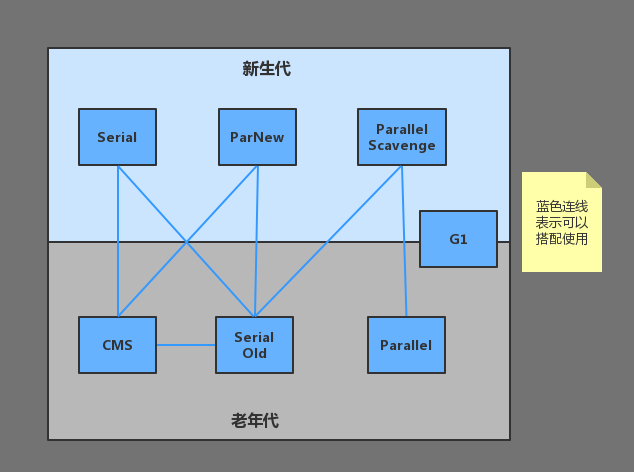 新生代
Serial
ParNew
Parallel
Scavenge
蓝色连线
表示可以
搭配使用
G1
CMS
Serial
Old
Parallel
老年代